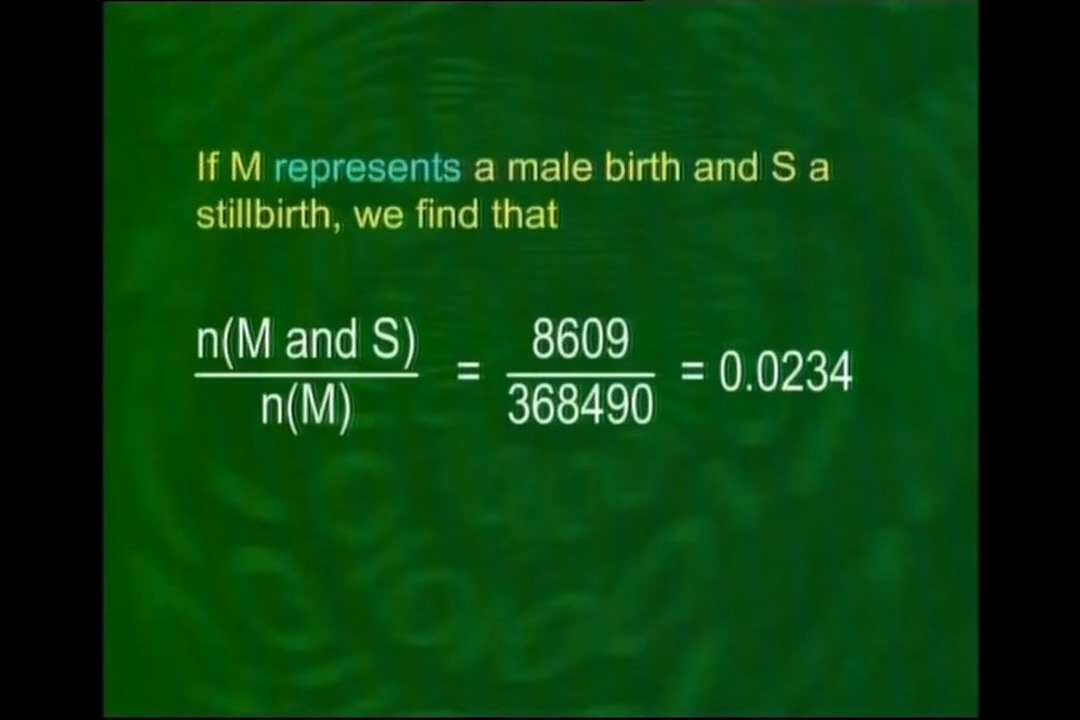 If M represents a male birth and S a
stillbirth, we find that
n(M and S)
n(M)
=
8609
368490
= 0.0234